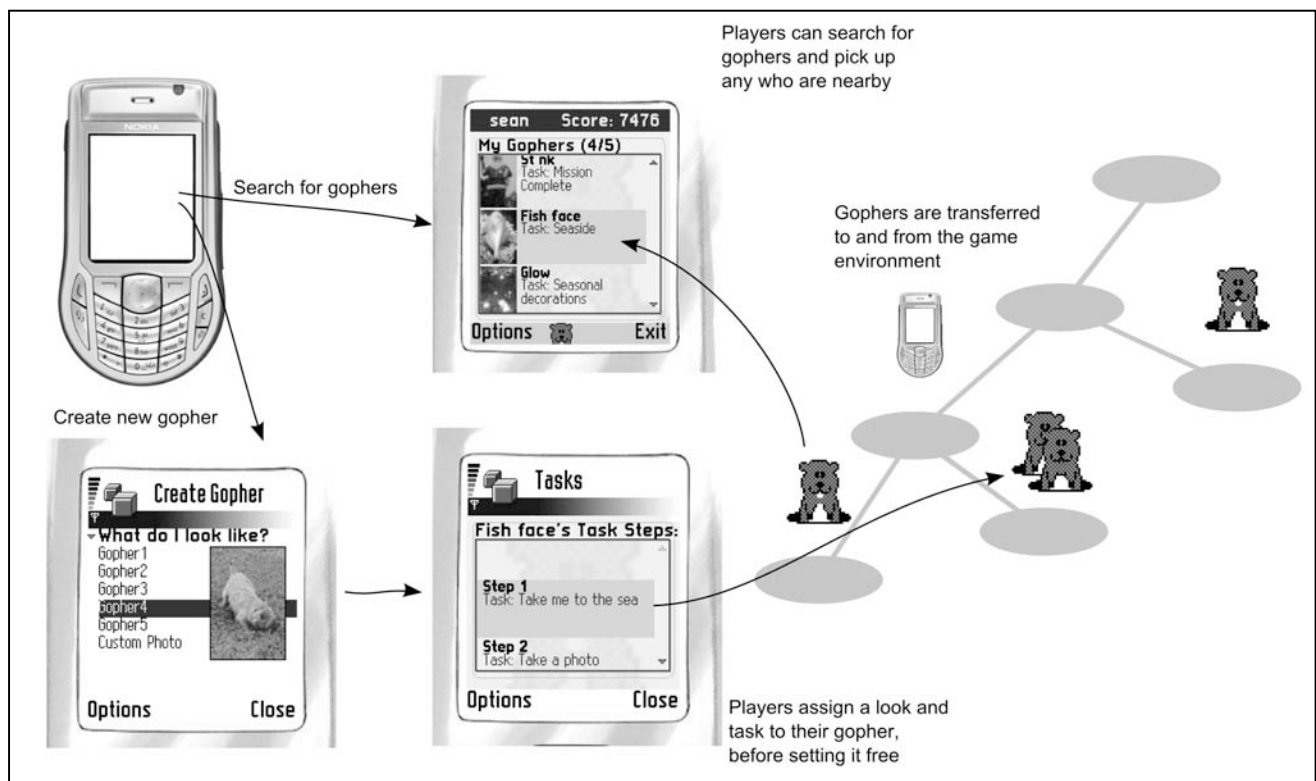 Players can search for
gophers and pick up
any who are nearby
NOKIA
Search for gophers
sean Score: 7476
My Gophers (4/5)
St nk
Task: Mission
Complete
Fish face
Task: Seaside
Glow
Task: Seasonal
decorations
Options Exit
Gophers are transferred
to and from the game
environment
Create new gopher
Create Gopher
What do I look like?
Gopher1
Gopher2
Gopher3
Gopher4
Gopher5
Custom Photo
Options Close
Tasks
Fish face's Task Steps:
Step 1
Task: Take me to the sea
Step 2
Task: Take a photo
Options Close
Players assign a look and
task to their gopher,
before setting it free